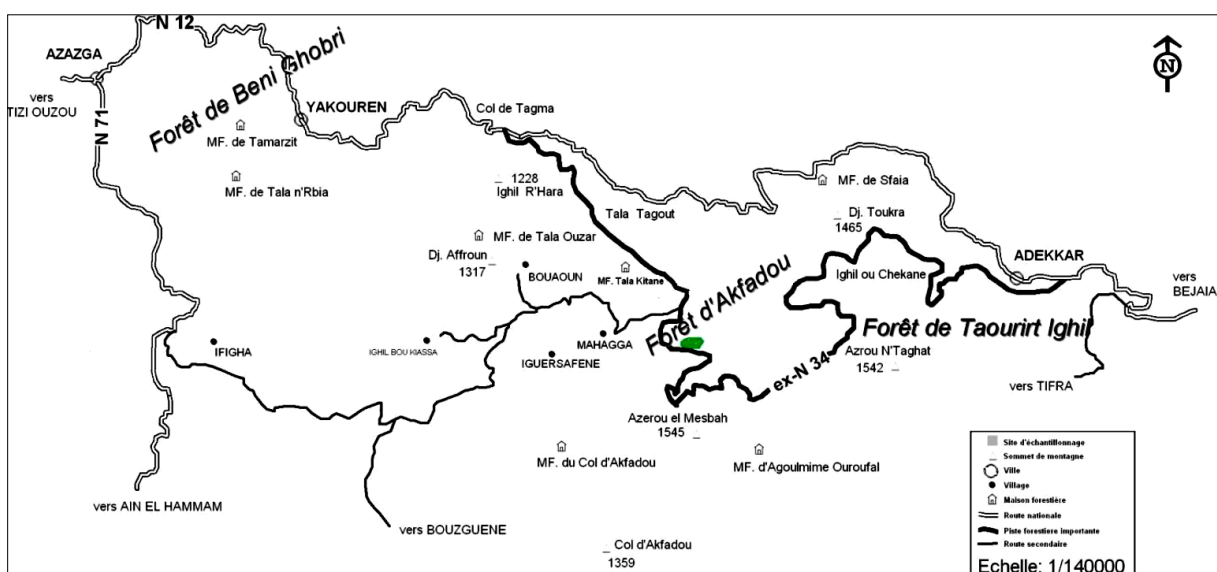 N 12
AZAZGA
vers
TIZI OUZOU
N 71
Forêt de Beni Ghobri
YAKOUREN
MF. de Tamarzit
MF. de Tala n'Rbia
Col de Tagma
N
1228
Ighil R'Hara
Tala Tagout
MF. de Sfaia
Dj. Toukra
1465
MF. de Tala Ouzar
Dj. Affroun
1317
BOUAOUN
MF. Tala Kitane
Forêt d'Akfadou
Ighil ou Chekane
ADEKKAR
vers
BEJAIA
Forêt de Taourirt Ighil
IFIGHA
IGHIL BOU KIASSA
MAHAGGA
IGUERSAFENE
Azrou N'Taghat
1542
ex-N 34
vers TIFRA
Azerou el Mesbah
1545
MF. du Col d'Akfadou
MF. d'Agoulmime Ouroufal
vers AIN EL HAMMAM
vers BOUZGUENE
Col d'Akfadou
1359
Site d'échantillonnage
Sommet de montagne
Ville
Village
Maison forestière
Route nationale
Piste forestiere importante
Route secondaire
Echelle: 1/140000